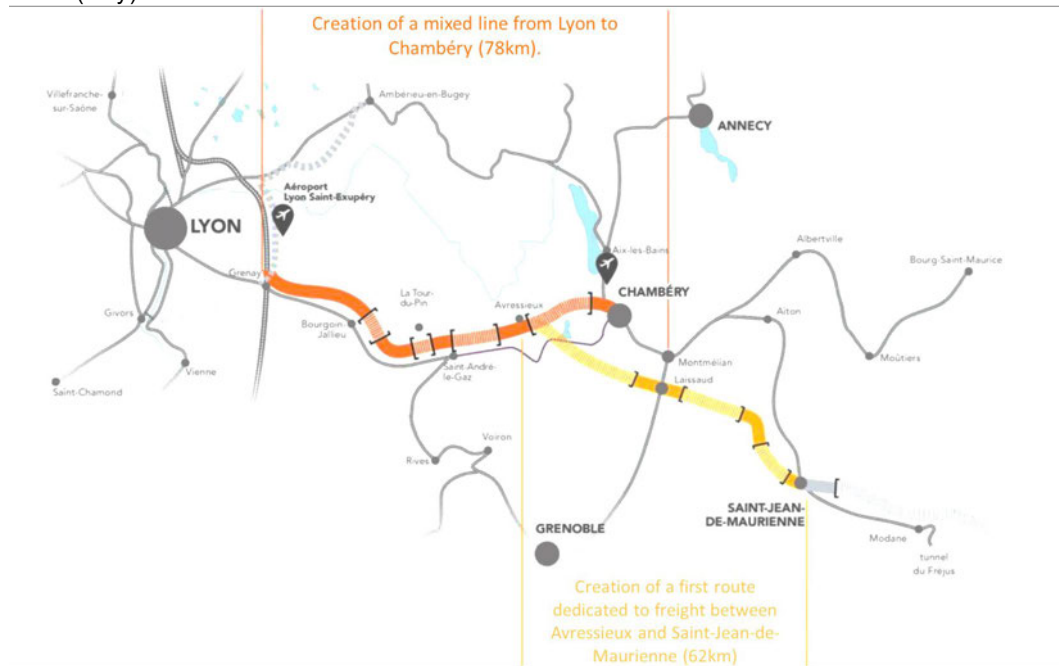 Creation of a mixed line from Lyon to
Chambéry (78km).
Villefranche-
sur-Saône
Ambérieu-en-Bugey
ANNECY
Aéroport
Lyon Saint-Exupéry
LYON
Grenay
Aix-les-Bains
Albertville
Bourg-Saint-Maurice
La Tour-
du-Pin
Avressieux
CHAMBÉRY
Givors
Bourgoin-
Jallieu
Aiton
Vienne
Saint-André-
le-Gaz
Montmélian
Moûtiers
Saint-Chamond
Laissaud
Voiron
Rives
SAINT-JEAN-
DE-MAURIENNE
GRENOBLE
Modane
tunnel
du Fréjus
Creation of a first route
dedicated to freight between
Avressieux and Saint-Jean-de-
Maurienne (62km)